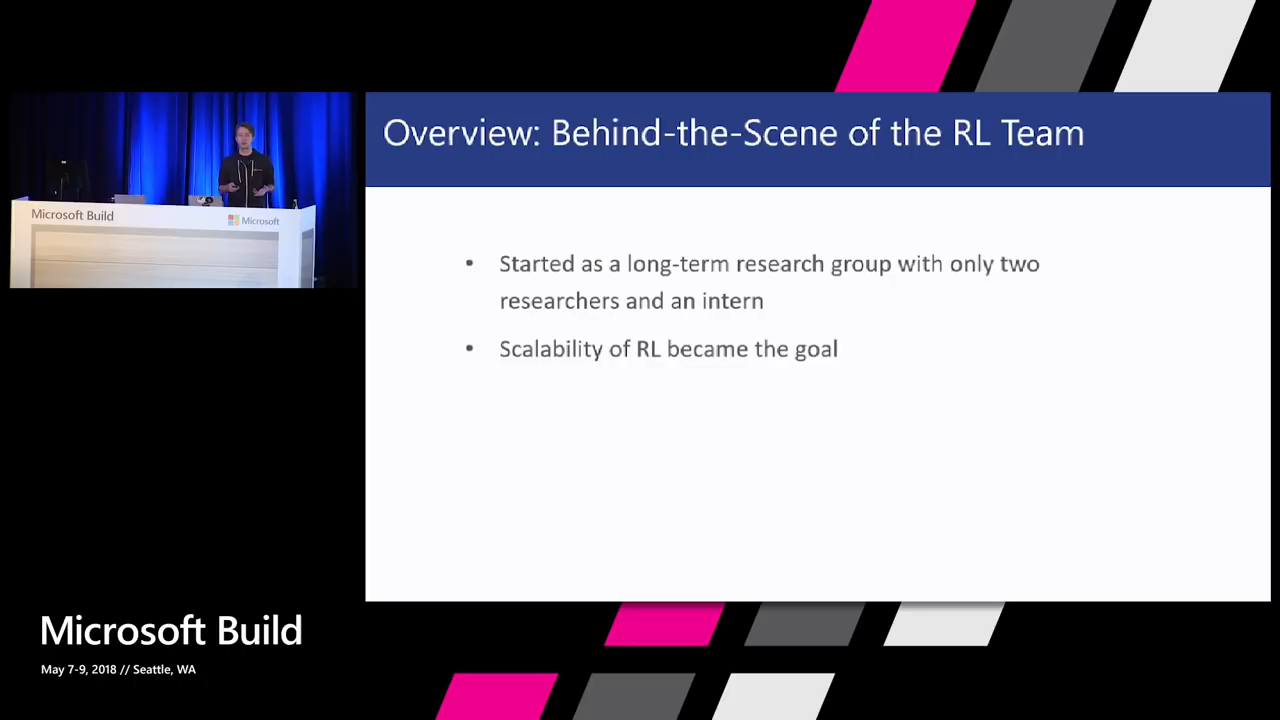 Overview: Behind-the-Scene of the RL Team
Microsoft Build
Microsoft
• Started as a long-term research group with only two
researchers and an intern
• Scalability of RL became the goal
Microsoft Build
May 7-9, 2018 // Seattle, WA